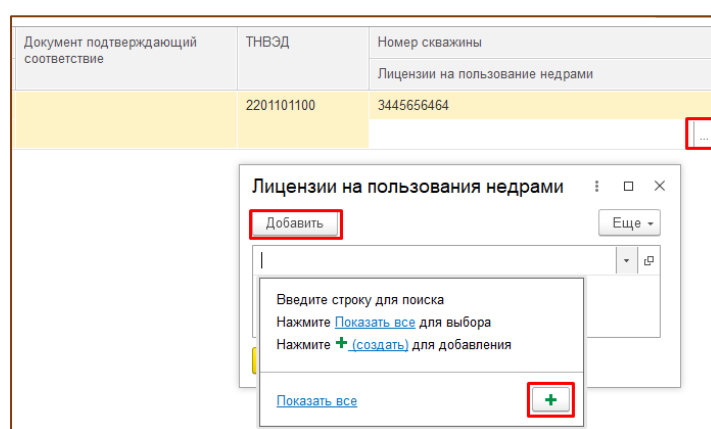 Документ подтверждающий
соответствие
ТНВЭД
Номер скважины
Лицензии на пользование недрами
2201101100
3445656464
...
Лицензии на пользования недрами
Добавить
Еще
Введите строку для поиска
Нажмите Показать все для выбора
Нажмите + (создать) для добавления
Показать все
+